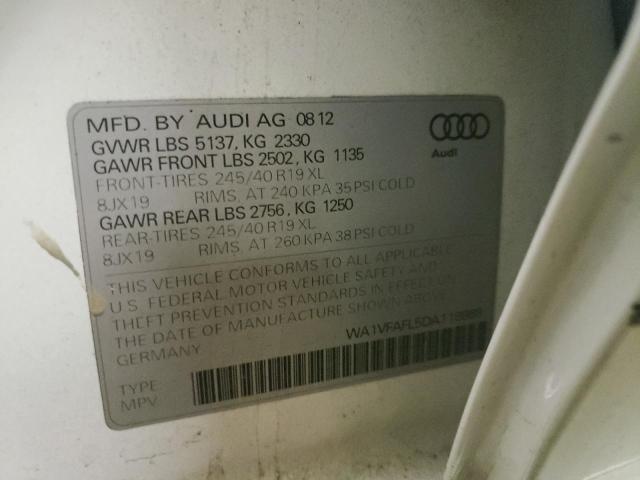 MFD. BY AUDI AG 08 12
GVWR LBS 5137, KG 2330
GAWR FRONT LBS 2502, KG 1135
FRONT-TIRES 245/40 R19 XL
8JX19 RIMS, AT 240 KPA 35 PSI COLD
GAWR REAR LBS 2756, KG 1250
REAR-TIRES 245/40 R19 XL
8JX19 RIMS, AT 260 KPA 38 PSI COLD
THIS VEHICLE CONFORMS TO ALL APPLICABLE
U.S. FEDERAL MOTOR VEHICLE SAFETY AND
THEFT PREVENTION STANDARDS IN EFFECT ON
THE DATE OF MANUFACTURE SHOWN ABOVE.
GERMANY
TYPE
MPV
Audi